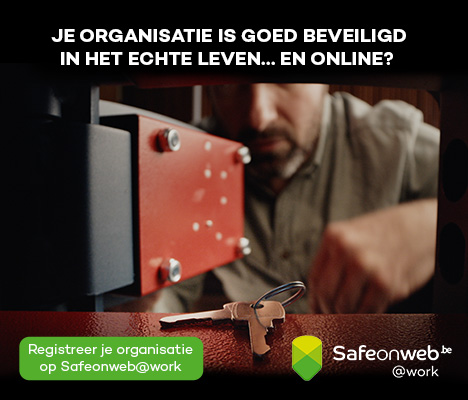 JE ORGANISATIE IS GOED BEVEILIGD
IN HET ECHTE LEVEN... EN ONLINE?
Registreer je organisatie
op Safeonweb@work
Safeonweb.be
@work